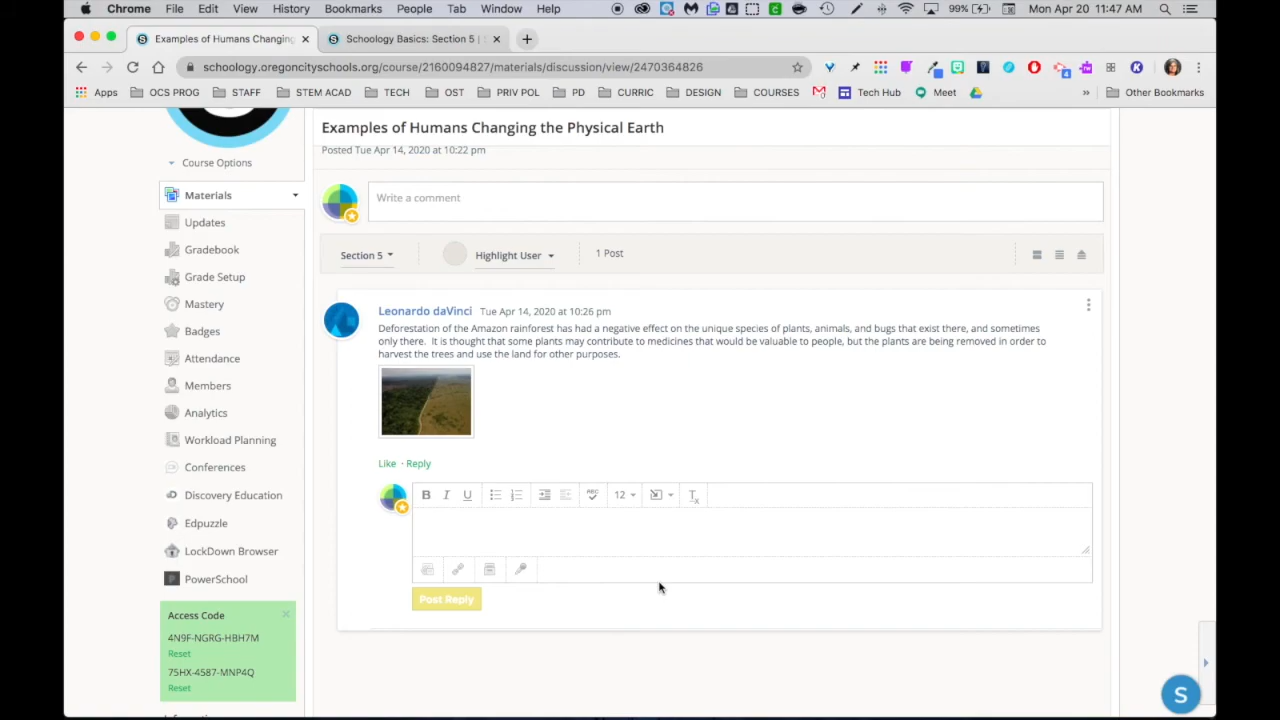 Chrome File Edit View History Bookmarks People Tab Window Help 99% Mon Apr 20 11:47 AM
Examples of Humans Changing Schoology Basics: Section 5 |
schoology.oregoncityschools.org/course/2160094827/materials/discussion/view/2470364826
Apps OCS PROG STAFF STEM ACAD TECH OST PRIV POL PD CURRIC DESIGN COURSES Tech Hub Meet » Other Bookmarks
Examples of Humans Changing the Physical Earth
Posted Tue Apr 14, 2020 at 10:22 pm
Course Options
Materials
Updates
Gradebook
Grade Setup
Mastery
Badges
Attendance
Members
Analytics
Workload Planning
Conferences
Discovery Education
Edpuzzle
LockDown Browser
PowerSchool
Access Code
4N9F-NGRG-HBH7M
Reset
75HX-4587-MNP4Q
Reset
Write a comment
Section 5 Highlight User 1 Post
Leonardo daVinci Tue Apr 14, 2020 at 10:26 pm
Deforestation of the Amazon rainforest has had a negative effect on the unique species of plants, animals, and bugs that exist there, and sometimes
only there. It is thought that some plants may contribute to medicines that would be valuable to people, but the plants are being removed in order to
harvest the trees and use the land for other purposes.
Like · Reply
B I U ABC 12 Tx
Post Reply
S